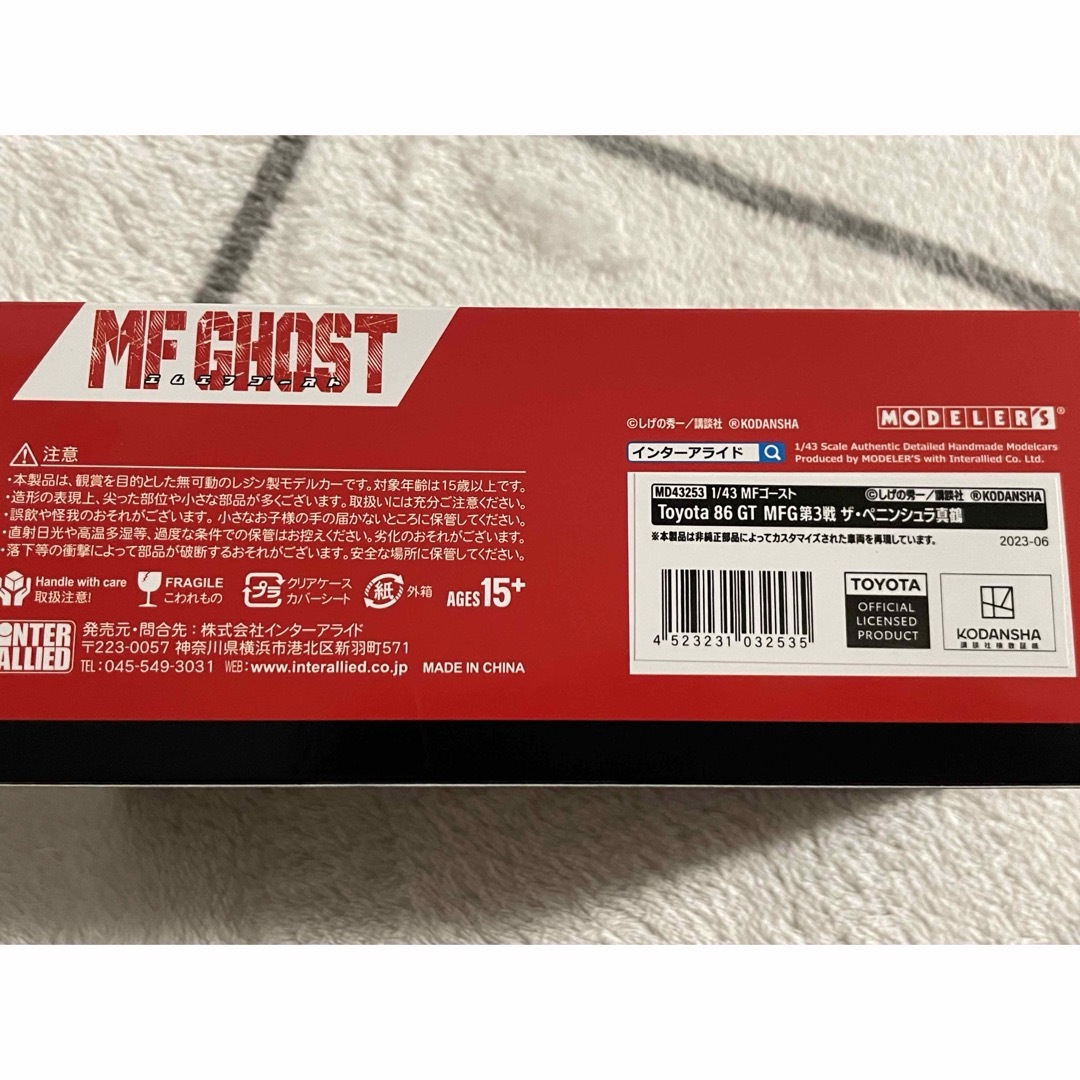 MF GHOST
エムエフゴースト
注意
・本製品は、観賞を目的とした無可動のレジン製モデルカーです。対象年齢は15歳以上です。
・造形の表現上、尖った部位や小さな部品が多くございます。取扱いには充分ご注意ください。
・誤飲や怪我のおそれがございます。小さなお子様の手の届かないところに保管してください。
・直射日光や高温多湿等、過度な条件での保管はお控えください。劣化のおそれがございます。
・落下等の衝撃によって部品が破断するおそれがございます。安全な場所に保管してください。
Handle with care
取扱注意!
FRAGILE
こわれもの
プラ
クリアケース
カバーシート
紙
外箱
AGES15+
INTER
ALLIED
発売元・問合先:株式会社インターアライド
〒223-0057 神奈川県横浜市港北区新羽町571
TEL:045-549-3031 WEB:www.interallied.co.jp MADE IN CHINA
©しげの秀一/講談社 ®KODANSHA
MODELER'S®
インターアライド
1/43 Scale Authentic Detailed Handmade Modelcars
Produced by MODELER'S with Interallied Co. Ltd.
MD43253 1/43 MFゴースト ©しげの秀一/講談社 ®KODANSHA
Toyota 86 GT MFG第3戦 ザ・ペニンシュラ真鶴
※本製品は非純正部品によってカスタマイズされた車両を再現しています。
2023-06
4 523231 032535
TOYOTA
OFFICIAL
LICENSED
PRODUCT
KODANSHA
講談社検数証紙